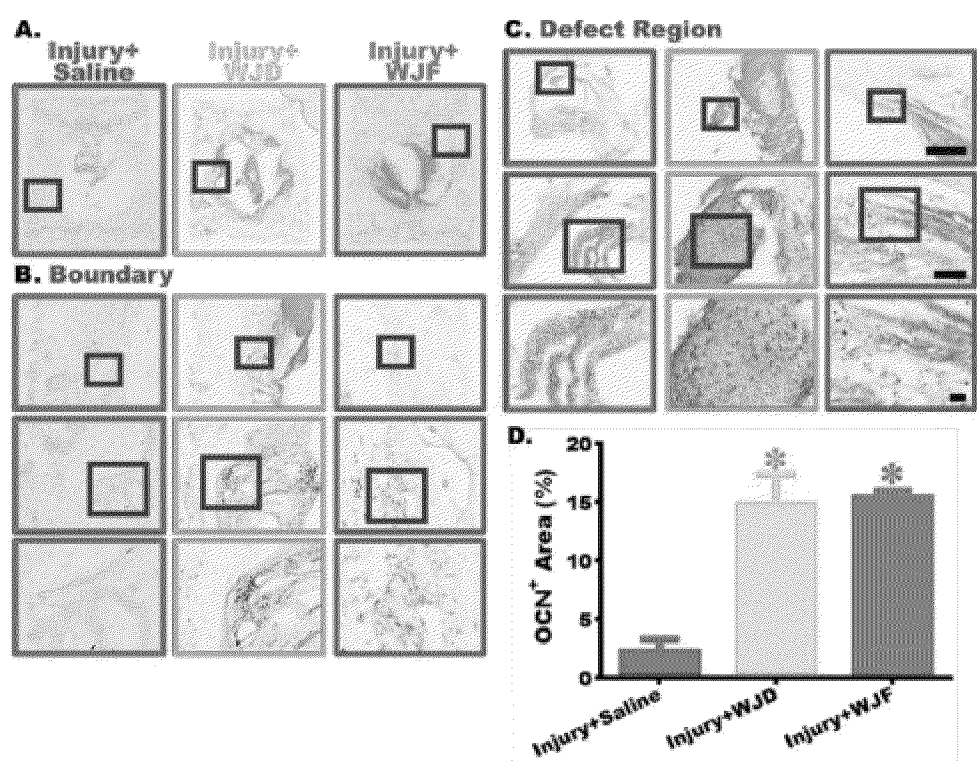 A.
Injury+ Saline
Injury+ WJD
Injury+ WJF
B. Boundary
C. Defect Region
D.
OCN+ Area (%)
20
15
10
5
0
*
*
Injury+Saline
Injury+WJD
Injury+WJF